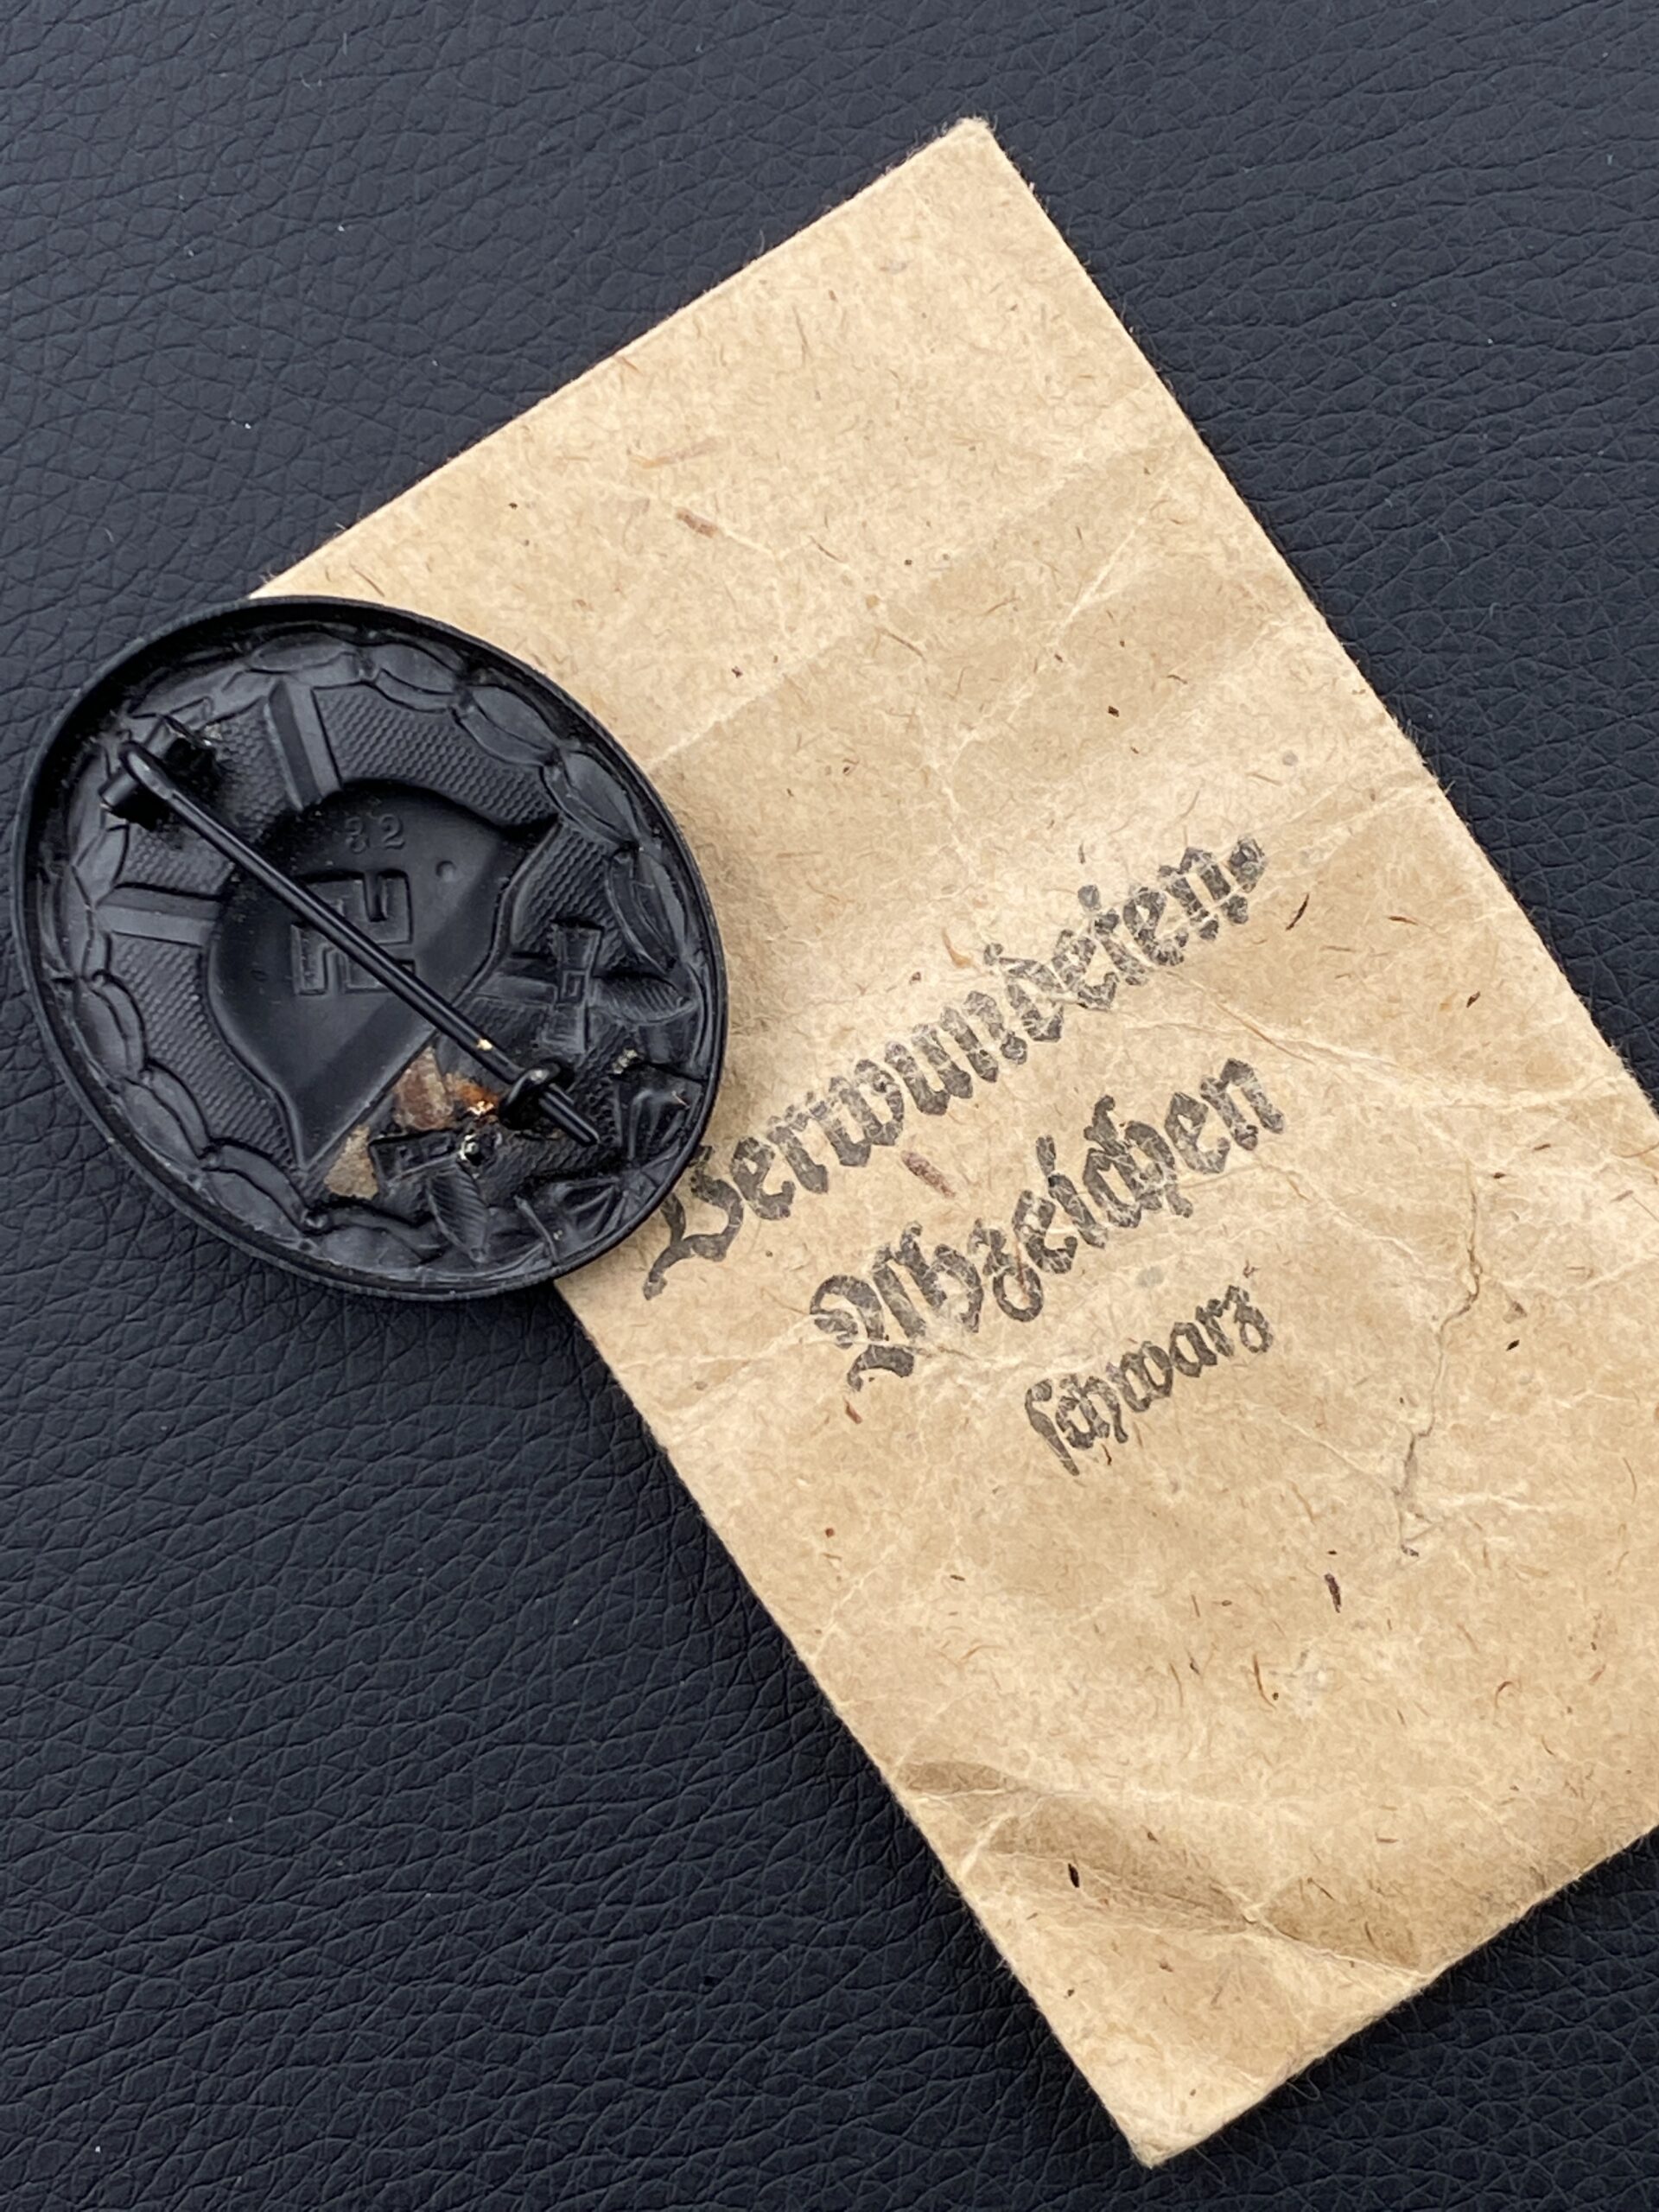 32
Verwundeten-
Abzeichen
schwarz